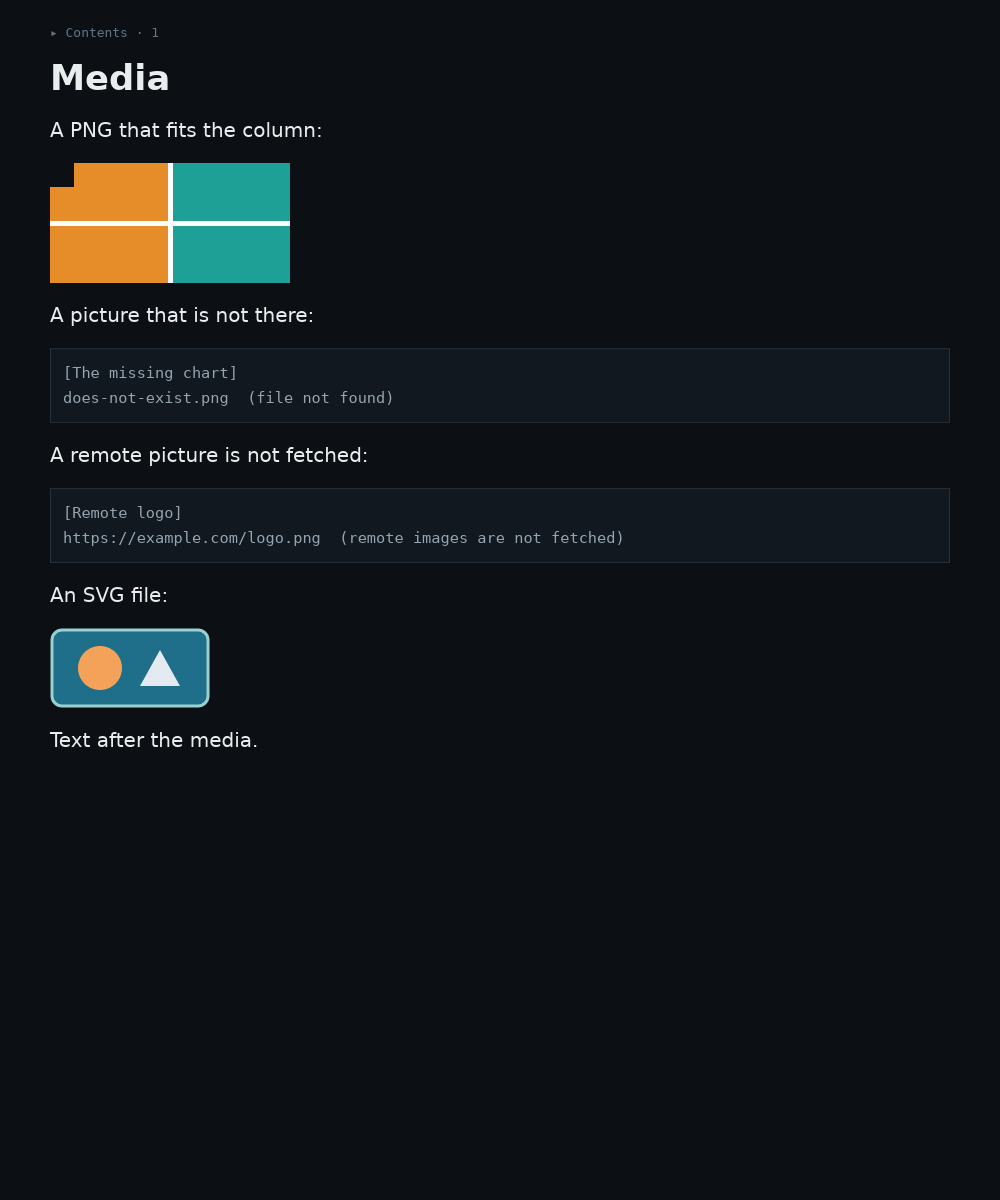 ▸ Contents · 1
Media
A PNG that fits the column:
A picture that is not there:
[The missing chart]
does-not-exist.png  (file not found)
A remote picture is not fetched:
[Remote logo]
https://example.com/logo.png  (remote images are not fetched)
An SVG file:
Text after the media.